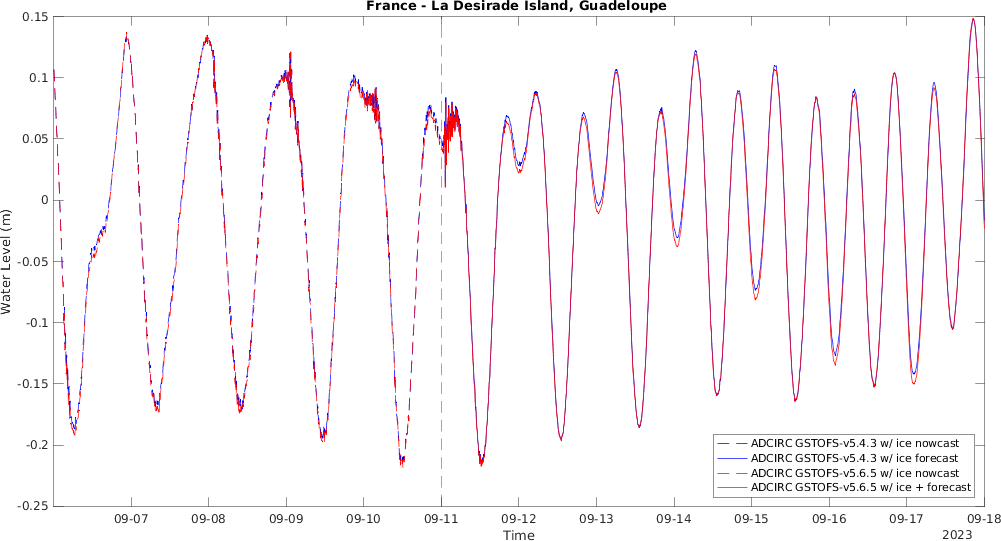 France - La Desirade Island, Guadeloupe
Water Level (m)
0.15
0.1
0.05
0
-0.05
-0.1
-0.15
-0.2
-0.25
ADCIRC GSTOFS-v5.4.3 w/ ice nowcast
ADCIRC GSTOFS-v5.4.3 w/ ice forecast
ADCIRC GSTOFS-v5.6.5 w/ ice nowcast
ADCIRC GSTOFS-v5.6.5 w/ ice + forecast
09-07 09-08 09-09 09-10 09-11 09-12 09-13 09-14 09-15 09-16 09-17 09-18
Time
2023